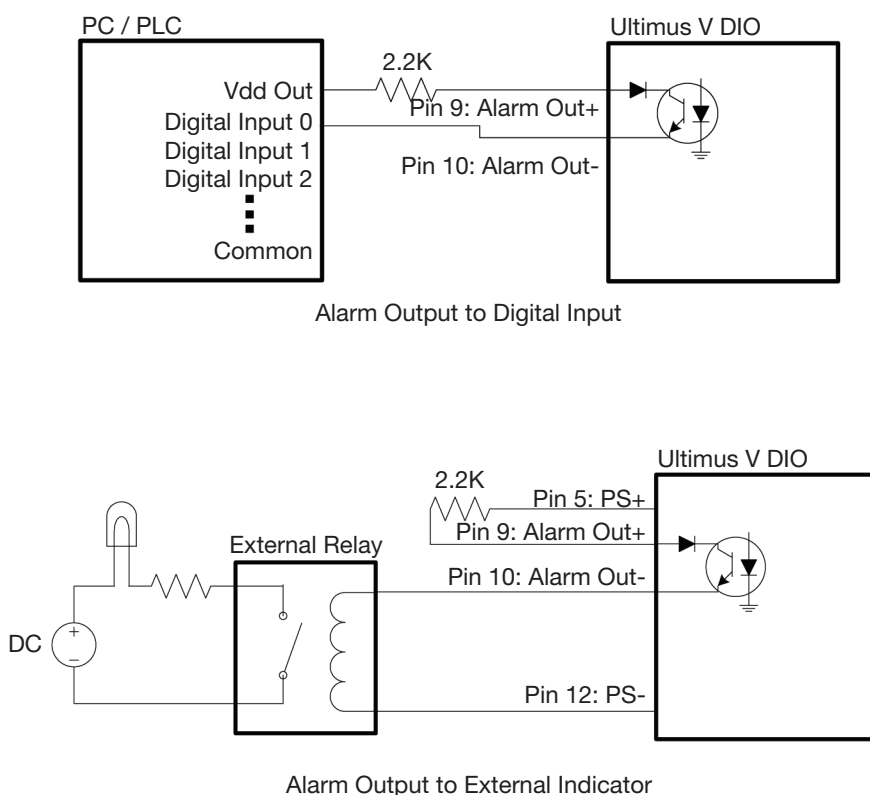 PC / PLC
Ultimus V DIO
2.2K
Vdd Out
Pin 9: Alarm Out+
Digital Input 0
Digital Input 1
Pin 10: Alarm Out-
Digital Input 2
Common
Alarm Output to Digital Input
Ultimus V DIO
2.2K
Pin 5: PS+
Pin 9: Alarm Out+
External Relay
Pin 10: Alarm Out-
DC
+
−
Pin 12: PS-
Alarm Output to External Indicator